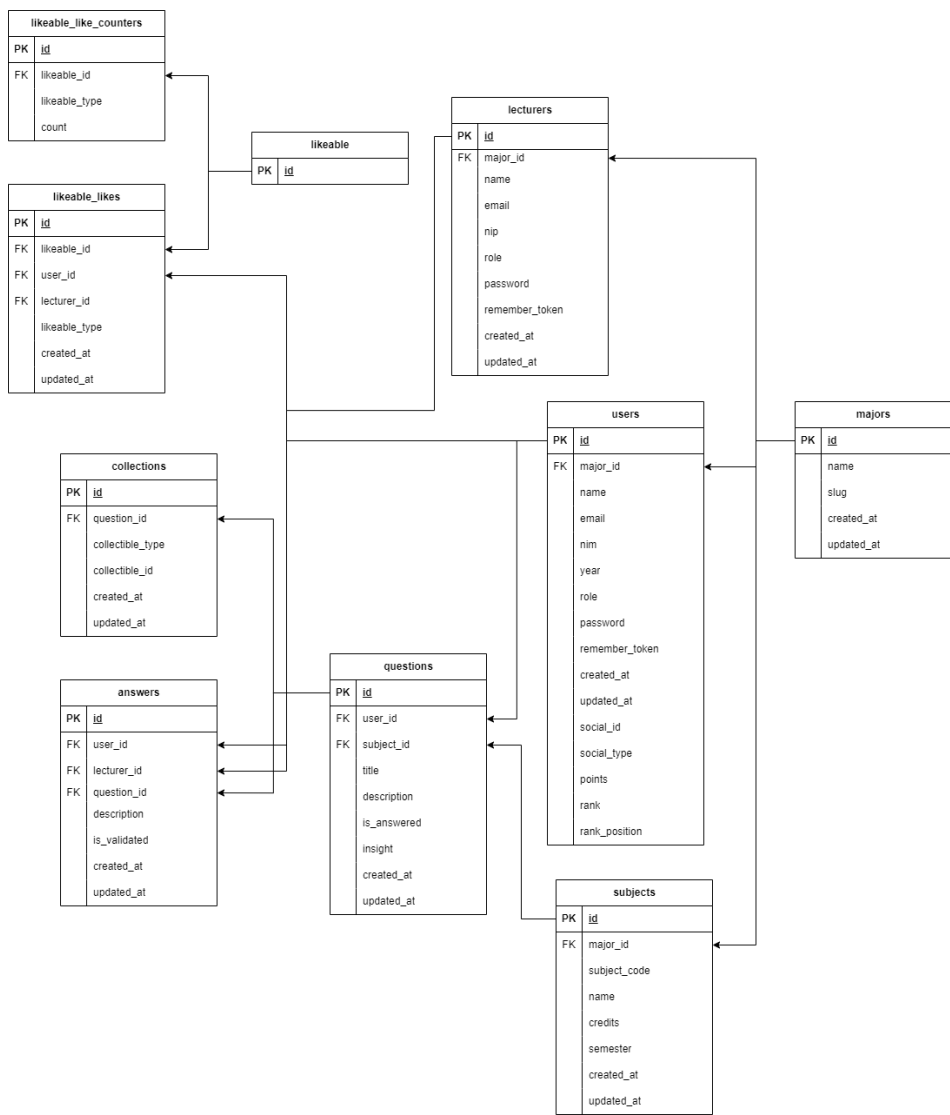 likeable_like_counters
PK id
FK likeable_id
likeable_type
count
likeable
PK id
likeable_likes
PK id
FK likeable_id
FK user_id
FK lecturer_id
likeable_type
created_at
updated_at
lecturers
PK id
FK major_id
name
email
nip
role
password
remember_token
created_at
updated_at
users
PK id
FK major_id
name
email
nim
year
role
password
remember_token
created_at
updated_at
social_id
social_type
points
rank
rank_position
majors
PK id
name
slug
created_at
updated_at
collections
PK id
FK question_id
collectible_type
collectible_id
created_at
updated_at
answers
PK id
FK user_id
FK lecturer_id
FK question_id
description
is_validated
created_at
updated_at
questions
PK id
FK user_id
FK subject_id
title
description
is_answered
insight
created_at
updated_at
subjects
PK id
FK major_id
subject_code
name
credits
semester
created_at
updated_at